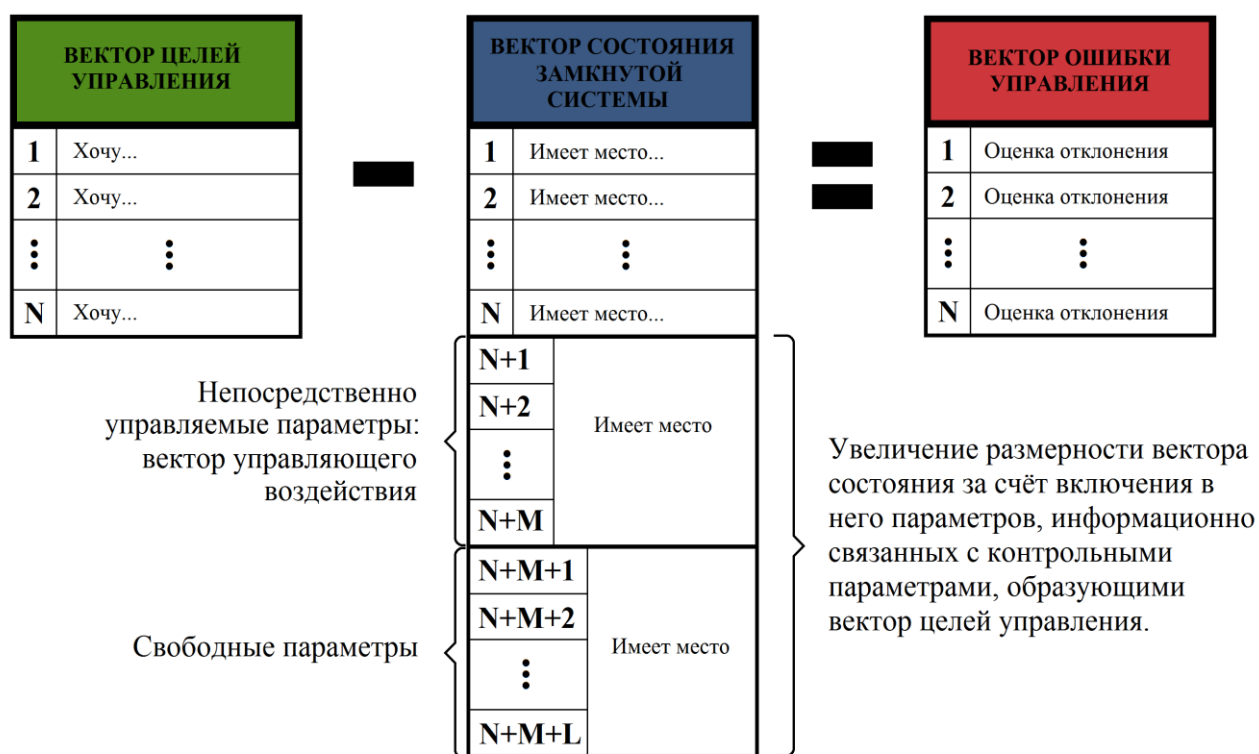 ВЕКТОР ЦЕЛЕЙ
УПРАВЛЕНИЯ
1 Хочу...
2 Хочу...
⋮ ⋮
N Хочу...
ВЕКТОР СОСТОЯНИЯ
ЗАМКНУТОЙ
СИСТЕМЫ
1 Имеет место...
2 Имеет место...
⋮ ⋮
N Имеет место...
N+1
N+2
⋮
N+M
Имеет место
N+M+1
N+M+2
⋮
N+M+L
Имеет место
ВЕКТОР ОШИБКИ
УПРАВЛЕНИЯ
1 Оценка отклонения
2 Оценка отклонения
⋮ ⋮
N Оценка отклонения
Непосредственно
управляемые параметры:
вектор управляющего
воздействия
Свободные параметры
Увеличение размерности вектора
состояния за счёт включения в
него параметров, информационно
связанных с контрольными
параметрами, образующими
вектор целей управления.